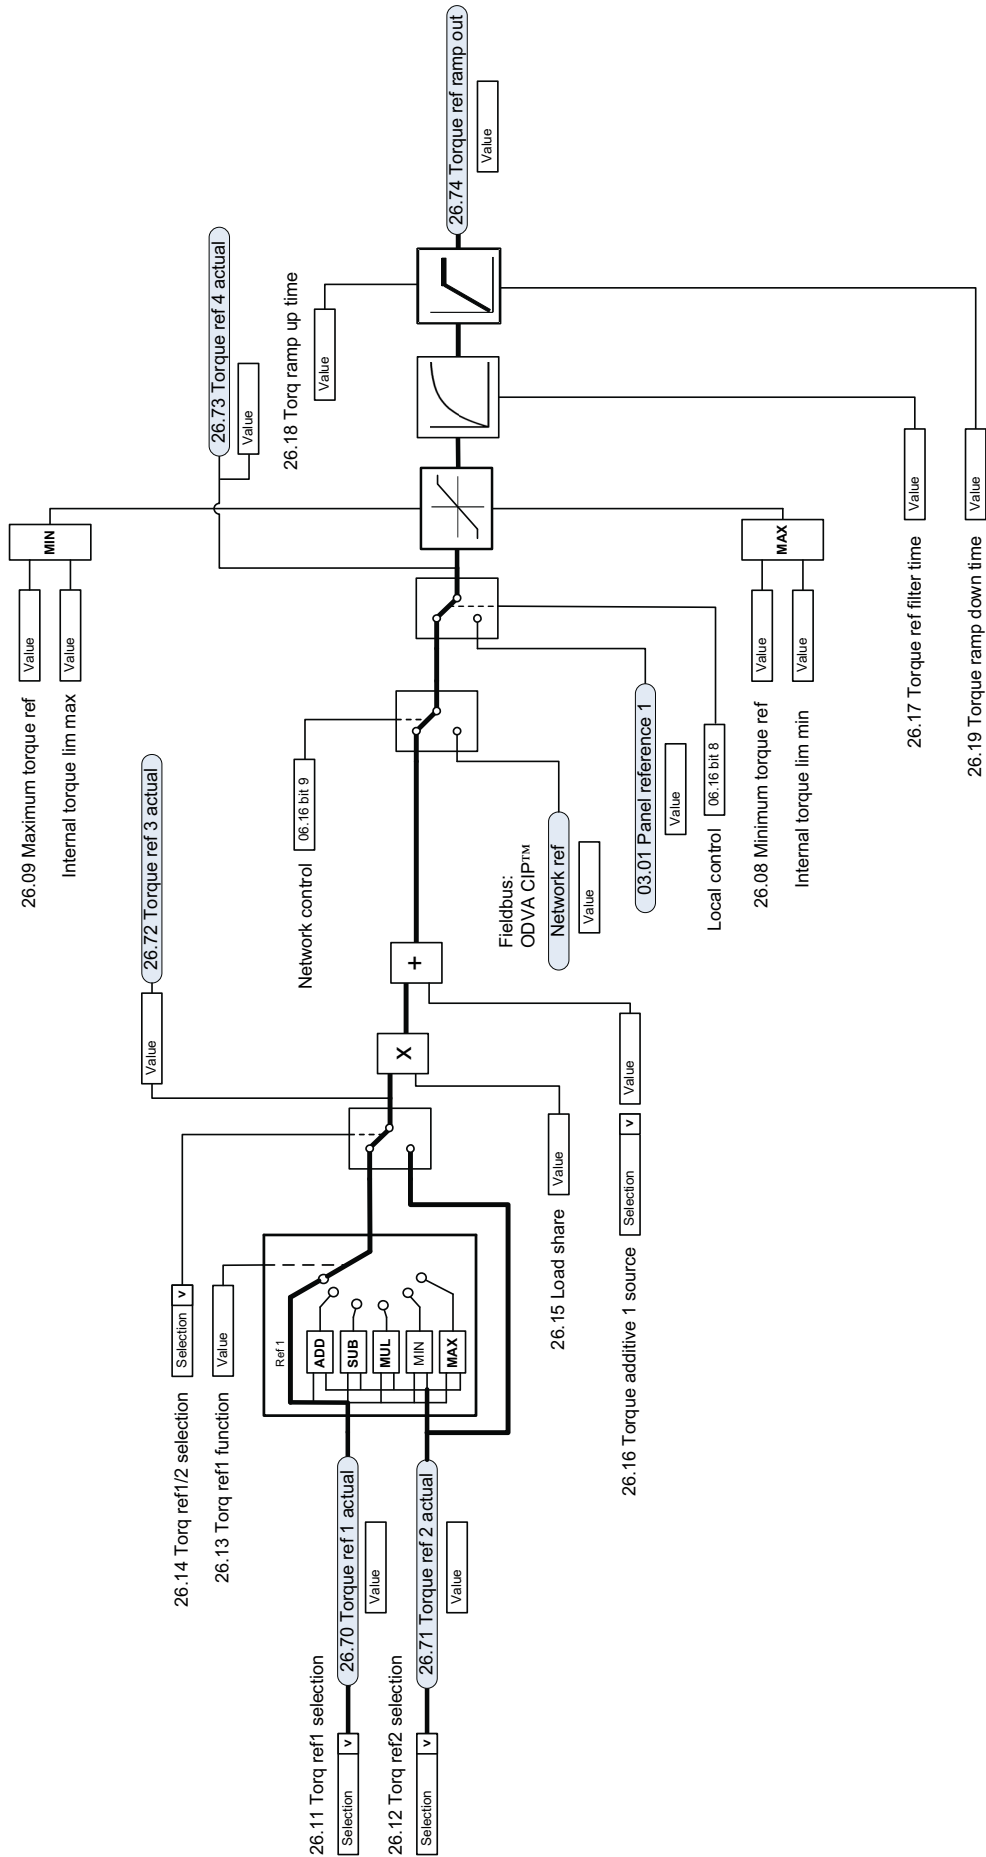 26.11 Torq ref1 selection
Selection
v
26.70 Torque ref 1 actual
Value
26.12 Torq ref2 selection
Selection
v
26.71 Torque ref 2 actual
Value
26.14 Torq ref1/2 selection
Selection
v
26.13 Torq ref1 function
Value
Ref 1
ADD
SUB
MUL
MIN
MAX
26.72 Torque ref 3 actual
Value
X
26.15 Load share
Value
+
26.16 Torque additive 1 source
Selection
v
Value
Network control
06.16 bit 9
Fieldbus:
ODVA CIP™
Network ref
Value
03.01 Panel reference 1
Value
Local control
06.16 bit 8
26.73 Torque ref 4 actual
Value
26.09 Maximum torque ref
Value
Internal torque lim max
Value
MIN
26.08 Minimum torque ref
Value
Internal torque lim min
Value
MAX
26.18 Torq ramp up time
Value
26.17 Torque ref filter time
Value
26.19 Torque ramp down time
Value
26.74 Torque ref ramp out
Value